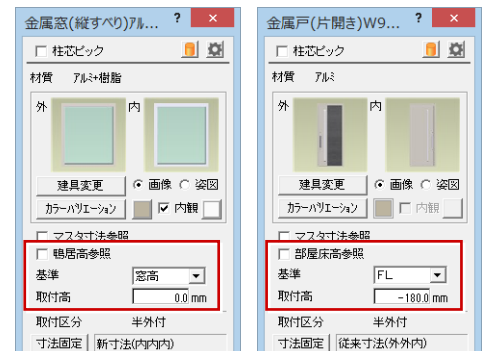 金属窓(縦すべり)ｱﾙ... ? ×
柱芯ピック
材質 ｱﾙﾐ+樹脂
外 内
建具変更 画像 姿図
ｶﾗｰﾊﾞﾘｴｰｼｮﾝ 内観
マスタ寸法参照
鴨居高参照
基準 窓高
取付高 0.0 mm
取付区分 半外付
寸法固定 新寸法(内内内)
金属戸(片開き)W9... ? ×
柱芯ピック
材質 ｱﾙﾐ
外 内
建具変更 画像 姿図
ｶﾗｰﾊﾞﾘｴｰｼｮﾝ 内観
マスタ寸法参照
部屋床高参照
基準 FL
取付高 -180.0 mm
取付区分 半外付
寸法固定 従来寸法(外外内)